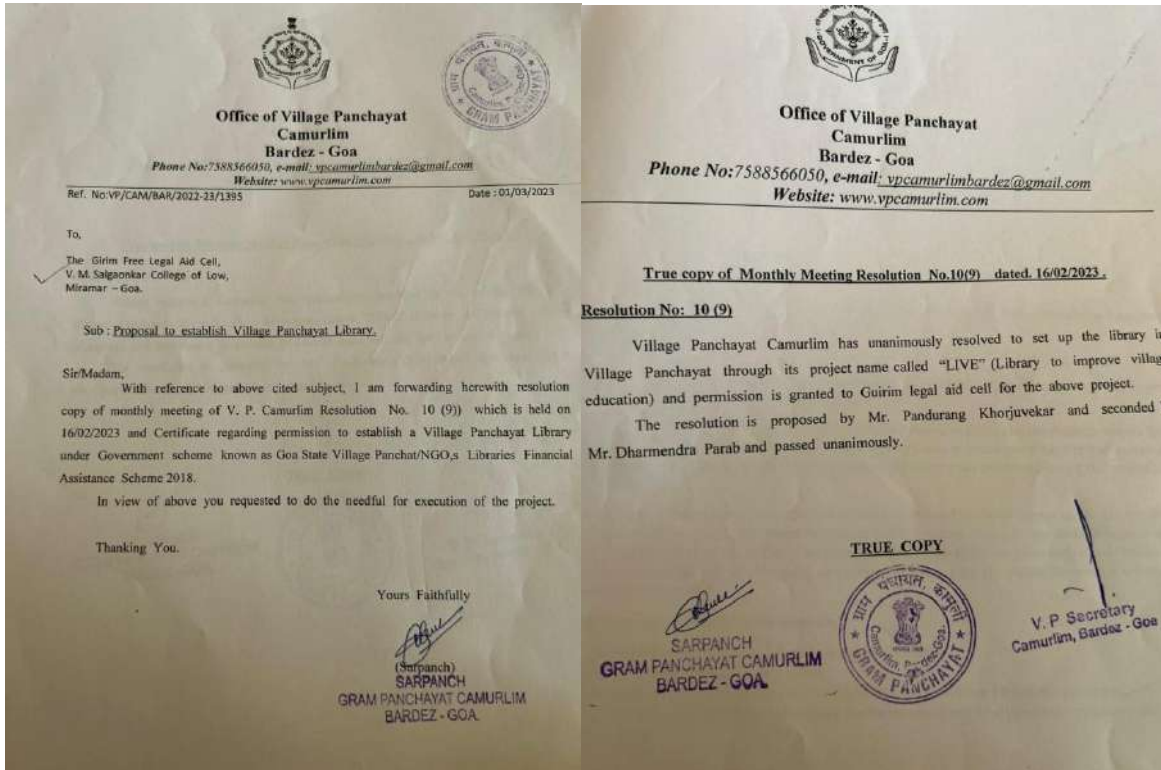 ग्राम पंचायत, कामुर्ली
GRAM PANCHAYAT
Office of Village Panchayat
Camurlim
Bardez - Goa
Phone No:7588566050, e-mail: vpcamurlimbardez@gmail.com
Website: www.vpcamurlim.com
Ref. No:VP/CAM/BAR/2022-23/1395 Date : 01/03/2023
To,
The Girim Free Legal Aid Cell,
V. M. Salgaonkar College of Low,
Miramar – Goa.
Sub : Proposal to establish Village Panchayat Library.
Sir/Madam,
With reference to above cited subject, I am forwarding herewith resolution
copy of monthly meeting of V. P. Camurlim Resolution No. 10 (9)) which is held on
16/02/2023 and Certificate regarding permission to establish a Village Panchayat Library
under Government scheme known as Goa State Village Panchat/NGO,s Libraries Financial
Assistance Scheme 2018.
In view of above you requested to do the needful for execution of the project.
Thanking You.
Yours Faithfully
(Sarpanch)
SARPANCH
GRAM PANCHAYAT CAMURLIM
BARDEZ - GOA.
GOVERNMENT OF GOA
Office of Village Panchayat
Camurlim
Bardez - Goa
Phone No:7588566050, e-mail: vpcamurlimbardez@gmail.com
Website: www.vpcamurlim.com
True copy of Monthly Meeting Resolution No.10(9) dated. 16/02/2023 .
Resolution No: 10 (9)
Village Panchayat Camurlim has unanimously resolved to set up the library i
Village Panchayat through its project name called “LIVE” (Library to improve villag
education) and permission is granted to Guirim legal aid cell for the above project.
The resolution is proposed by Mr. Pandurang Khorjuvekar and seconded
Mr. Dharmendra Parab and passed unanimously.
TRUE COPY
SARPANCH
GRAM PANCHAYAT CAMURLIM
BARDEZ - GOA.
ग्राम पंचायत, कामुर्ली
Camurlim, Bardez-Goa.
GRAM PANCHAYAT
V. P Secretary
Camurlim, Bardez - Goa